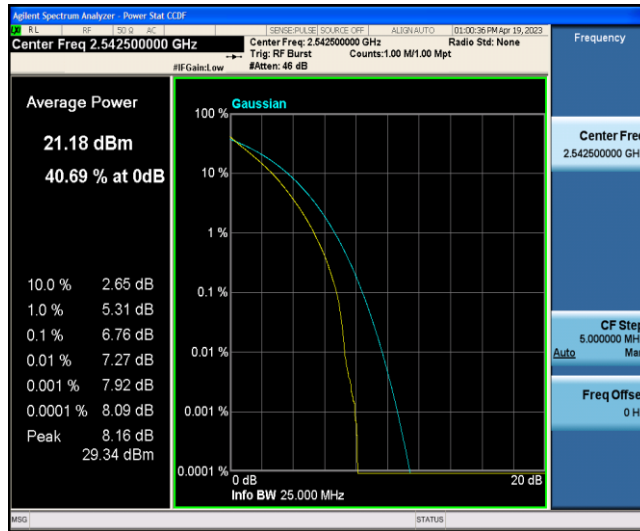 Agilent Spectrum Analyzer - Power Stat CCDF
RL RF 50 Ω AC SENSE:PULSE SOURCE OFF ALIGN AUTO 01:00:36 PM Apr 19, 2023
Center Freq 2.542500000 GHz
Center Freq: 2.542500000 GHz Radio Std: None
Trig: RF Burst Counts:1.00 M/1.00 Mpt
#IFGain:Low #Atten: 46 dB
Frequency
Average Power
21.18 dBm
40.69 % at 0dB
10.0 % 2.65 dB
1.0 % 5.31 dB
0.1 % 6.76 dB
0.01 % 7.27 dB
0.001 % 7.92 dB
0.0001 % 8.09 dB
Peak 8.16 dB
29.34 dBm
Gaussian
100 %
10 %
1 %
0.1 %
0.01 %
0.001 %
0.0001 %
0 dB 20 dB
Info BW 25.000 MHz
Center Freq
2.542500000 GH
CF Step
5.000000 MH
Auto Ma
Freq Offse
0 H
MSG STATUS